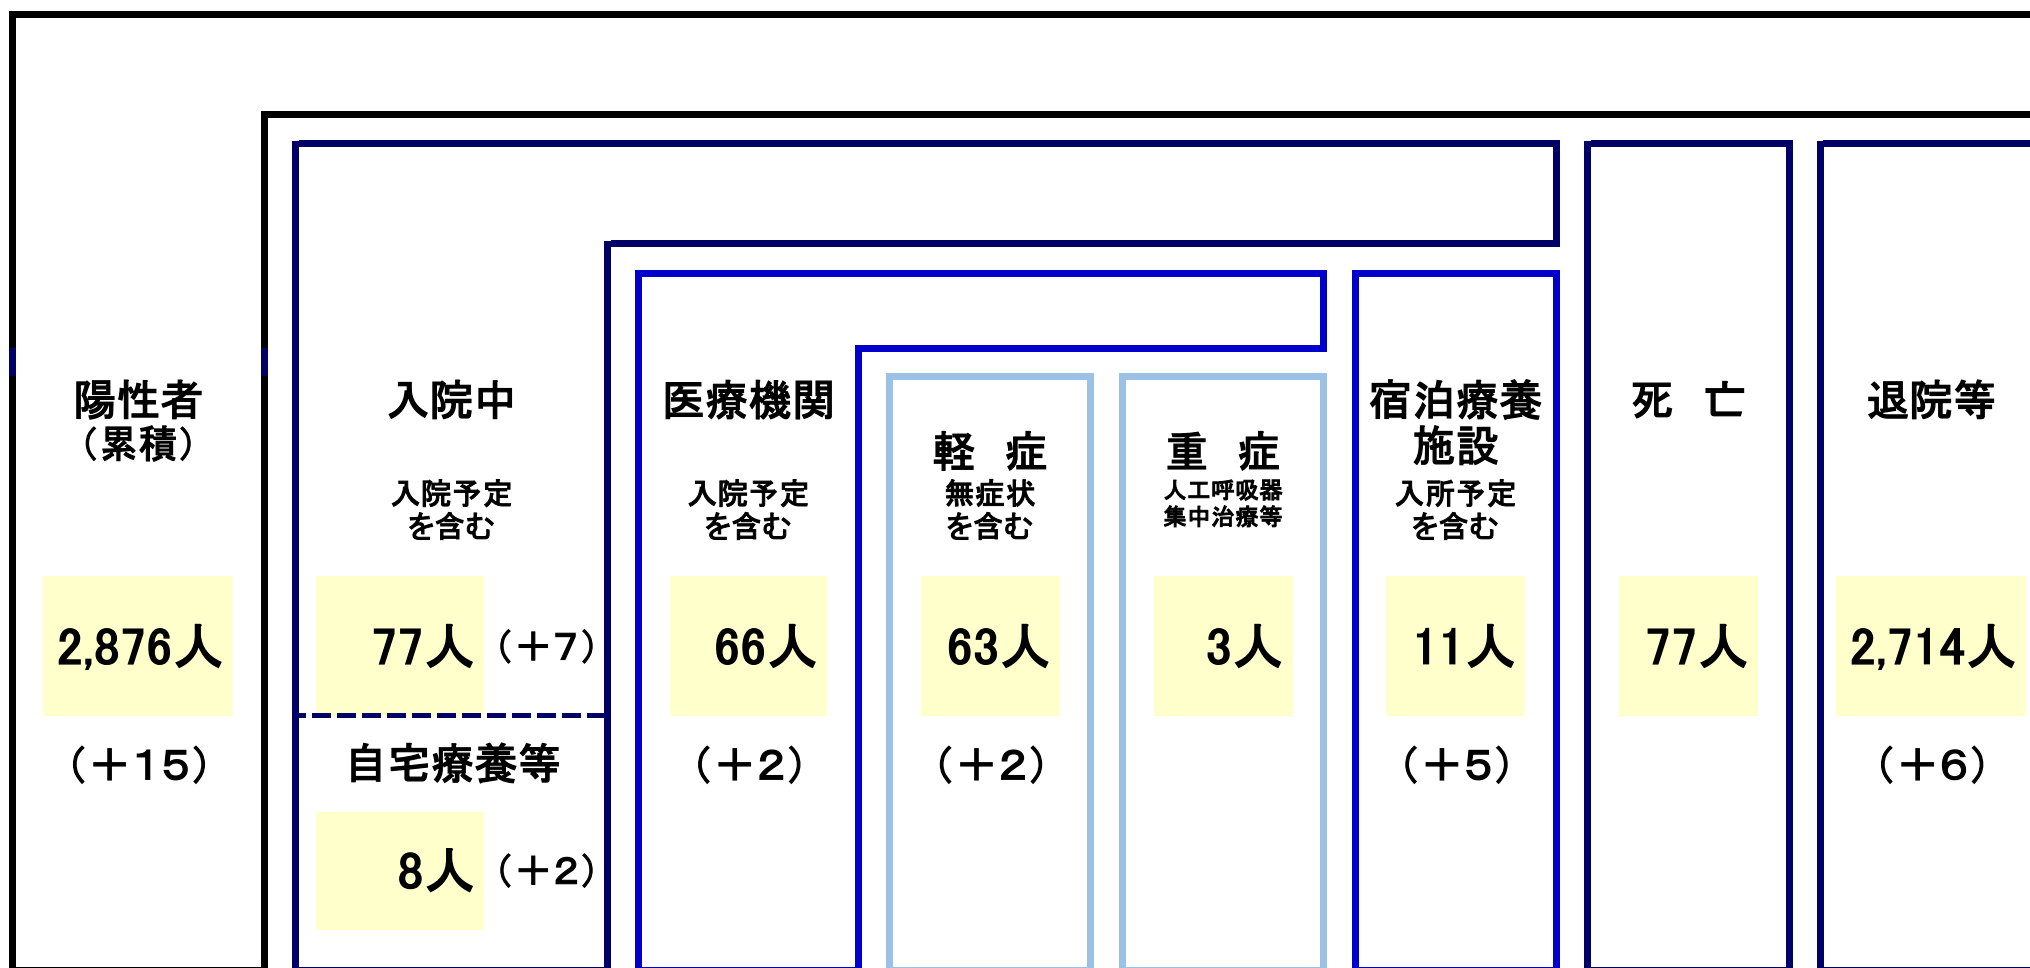 陽性者
（累積）
2,876人
（＋15）
入院中
入院予定
を含む
77人 （＋7）
自宅療養等
8人 （＋2）
医療機関
入院予定
を含む
66人
（＋2）
軽 症
無症状
を含む
63人
（＋2）
重 症
人工呼吸器
集中治療等
3人
宿泊療養
施設
入所予定
を含む
11人
（＋5）
死 亡
77人
退院等
2,714人
（＋6）